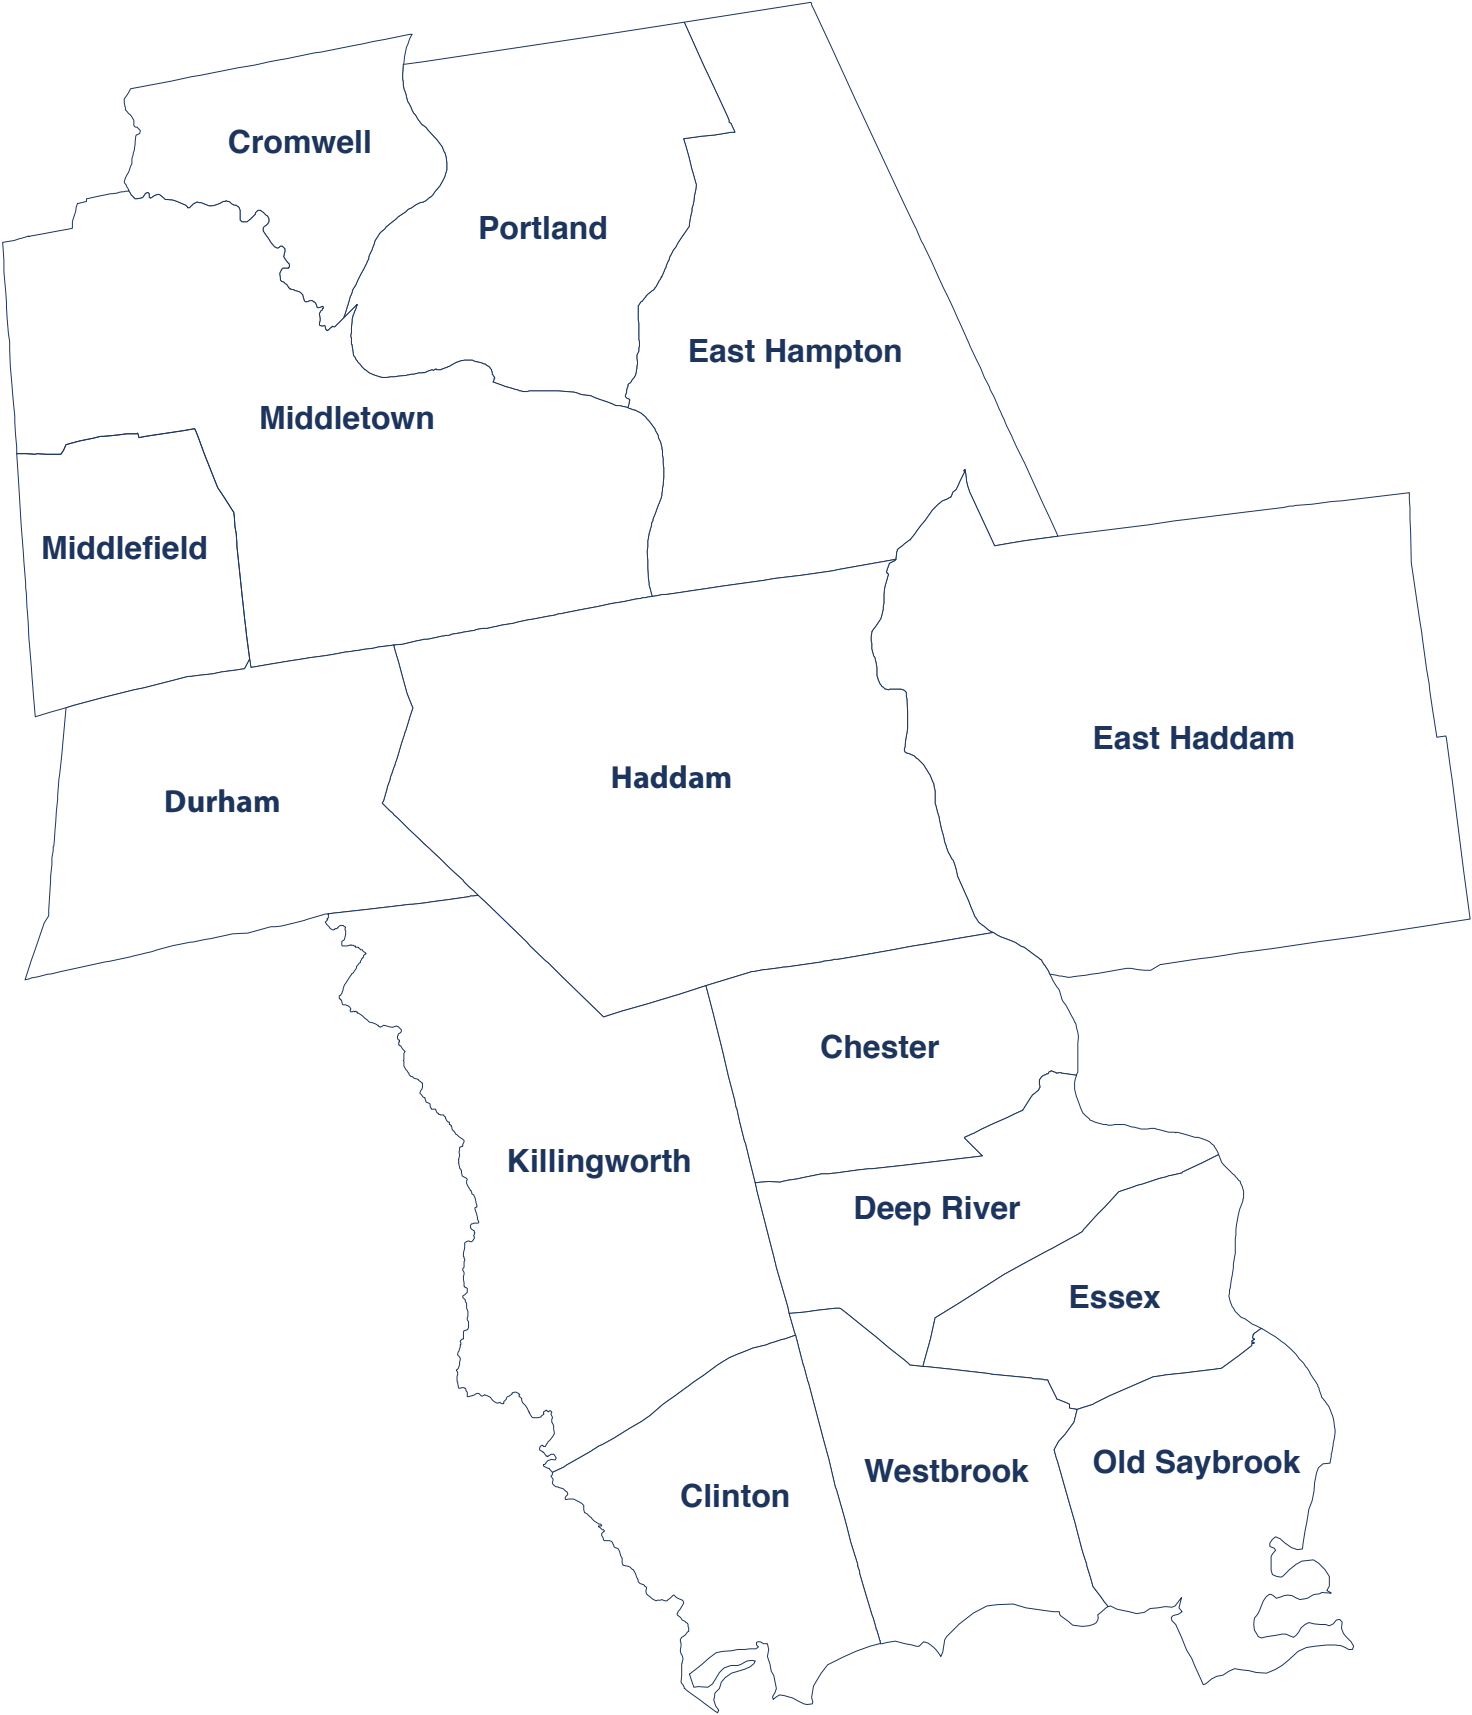 Cromwell
Portland
East Hampton
Middletown
Middlefield
East Haddam
Haddam
Durham
Chester
Killingworth
Deep River
Essex
Old Saybrook
Westbrook
Clinton